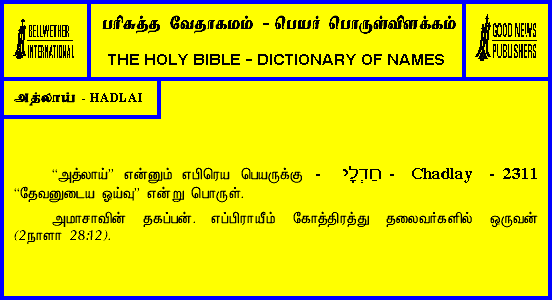 BELLWETHER
INTERNATIONAL
பரிசுத்த வேதாகமம் - பெயர் பொருள்விளக்கம்
THE HOLY BIBLE - DICTIONARY OF NAMES
GOOD NEWS
PUBLISHERS
அத்லாய் - HADLAI
“அத்லாய்” என்னும் எபிரெய பெயருக்கு - חַדְלָי - Chadlay - 2311
“தேவனுடைய ஓய்வு” என்று பொருள்.
அமாசாவின் தகப்பன். எப்பிராயீம் கோத்திரத்து தலைவர்களில் ஒருவன்
(2நாளா 28:12).